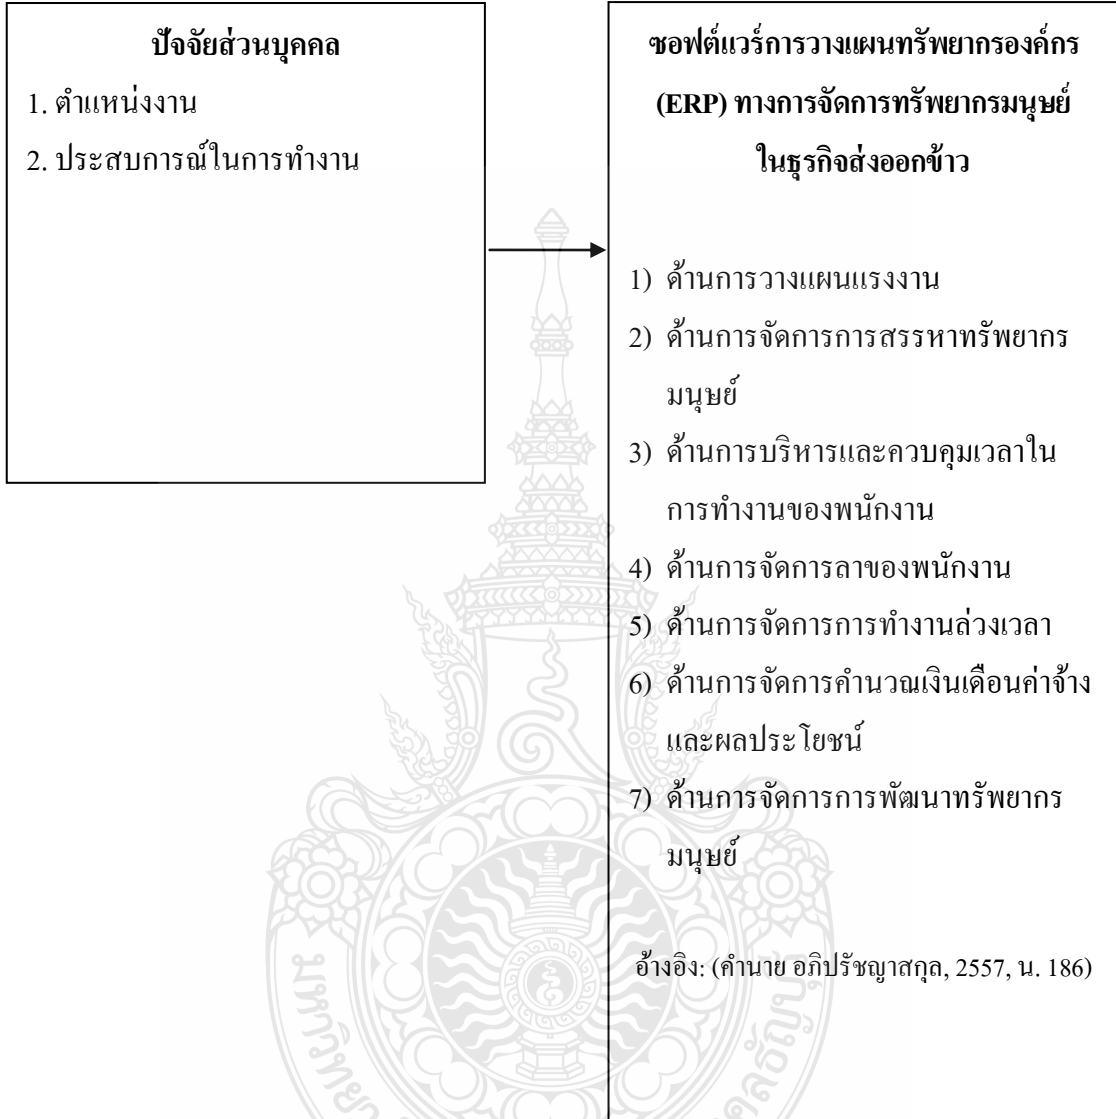 ปัจจัยส่วนบุคคล
1. ตำแหน่งงาน
2. ประสบการณ์ในการทำงาน
ซอฟต์แวร์การวางแผนทรัพยากรองค์กร
(ERP) ทางการจัดการทรัพยากรมนุษย์
ในธุรกิจส่งออกข้าว
1) ด้านการวางแผนแรงงาน
2) ด้านการจัดการการสรรหาทรัพยากร
มนุษย์
3) ด้านการบริหารและควบคุมเวลาใน
การทำงานของพนักงาน
4) ด้านการจัดการลาของพนักงาน
5) ด้านการจัดการการทำงานล่วงเวลา
6) ด้านการจัดการคำนวณเงินเดือนค่าจ้าง
และผลประโยชน์
7) ด้านการจัดการการพัฒนาทรัพยากร
มนุษย์
อ้างอิง: (คำนาย อภิปรัชญาสกุล, 2557, น. 186)